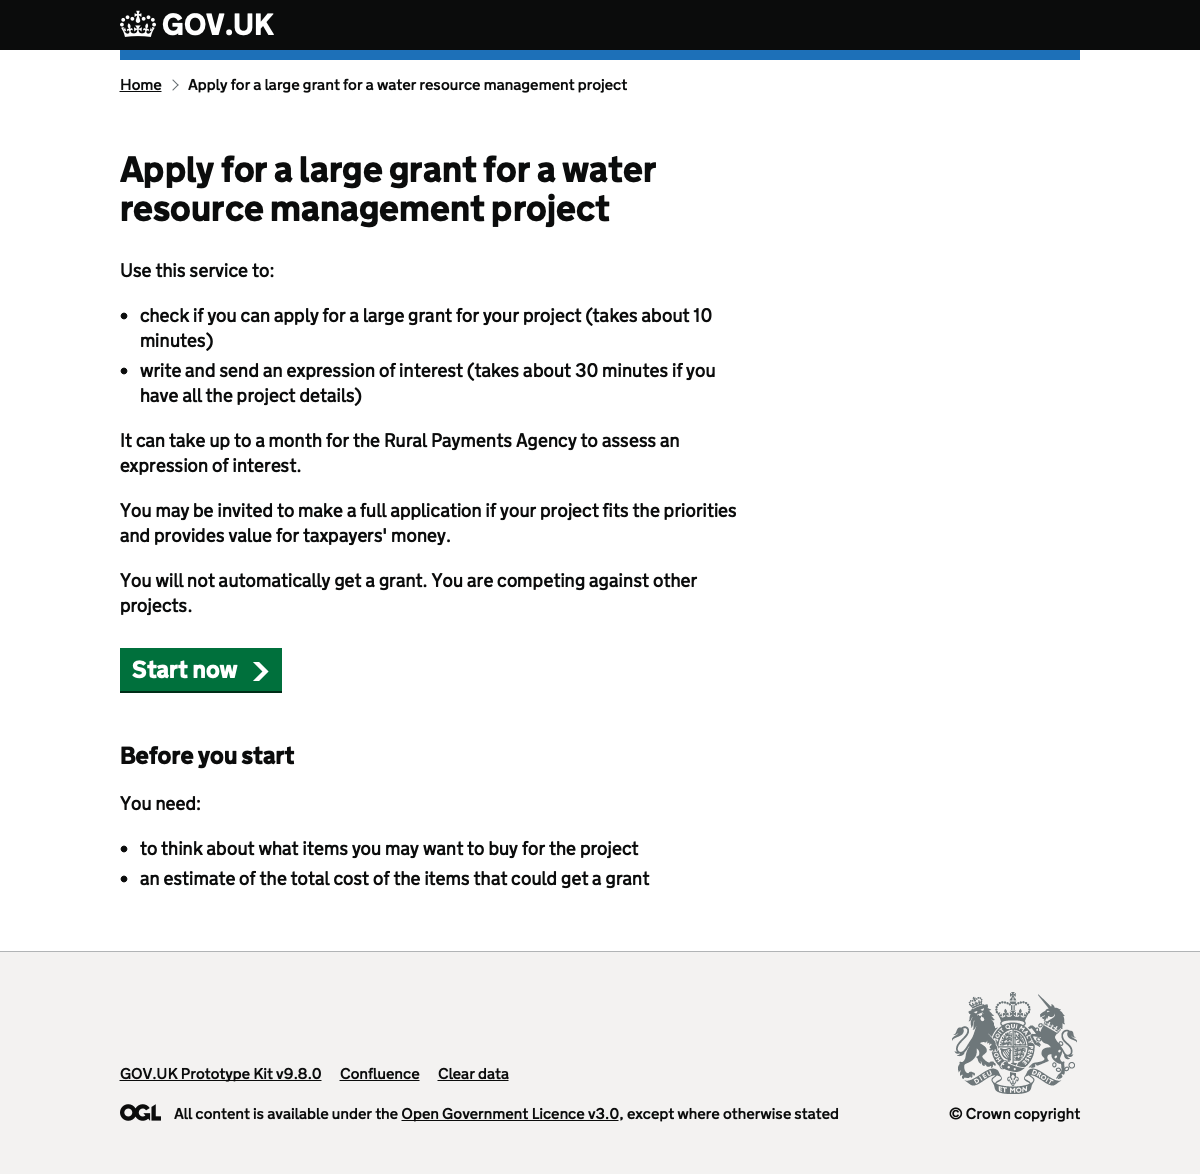 GOV.UK
Home
Apply for a large grant for a water resource management project
Apply for a large grant for a water
resource management project
Use this service to:
• check if you can apply for a large grant for your project (takes about 10
minutes)
• write and send an expression of interest (takes about 30 minutes if you
have all the project details)
It can take up to a month for the Rural Payments Agency to assess an
expression of interest.
You may be invited to make a full application if your project fits the priorities
and provides value for taxpayers' money.
You will not automatically get a grant. You are competing against other
projects.
Start now
Before you start
You need:
• to think about what items you may want to buy for the project
• an estimate of the total cost of the items that could get a grant
GOV.UK Prototype Kit v9.8.0 Confluence Clear data
OGL All content is available under the Open Government Licence v3.0, except where otherwise stated
DIEU ET MON DROIT
© Crown copyright